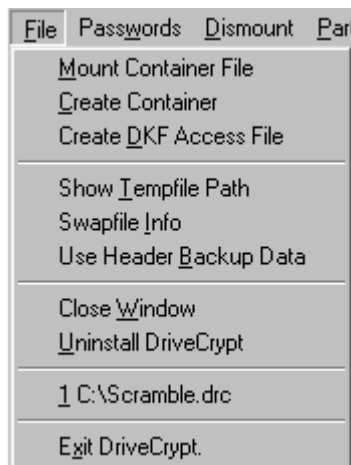 File Passwords Dismount Par
Mount Container File
Create Container
Create DKF Access File
Show Tempfile Path
Swapfile Info
Use Header Backup Data
Close Window
Uninstall DriveCrypt
1 C:\Scramble.drc
Exit DriveCrypt.